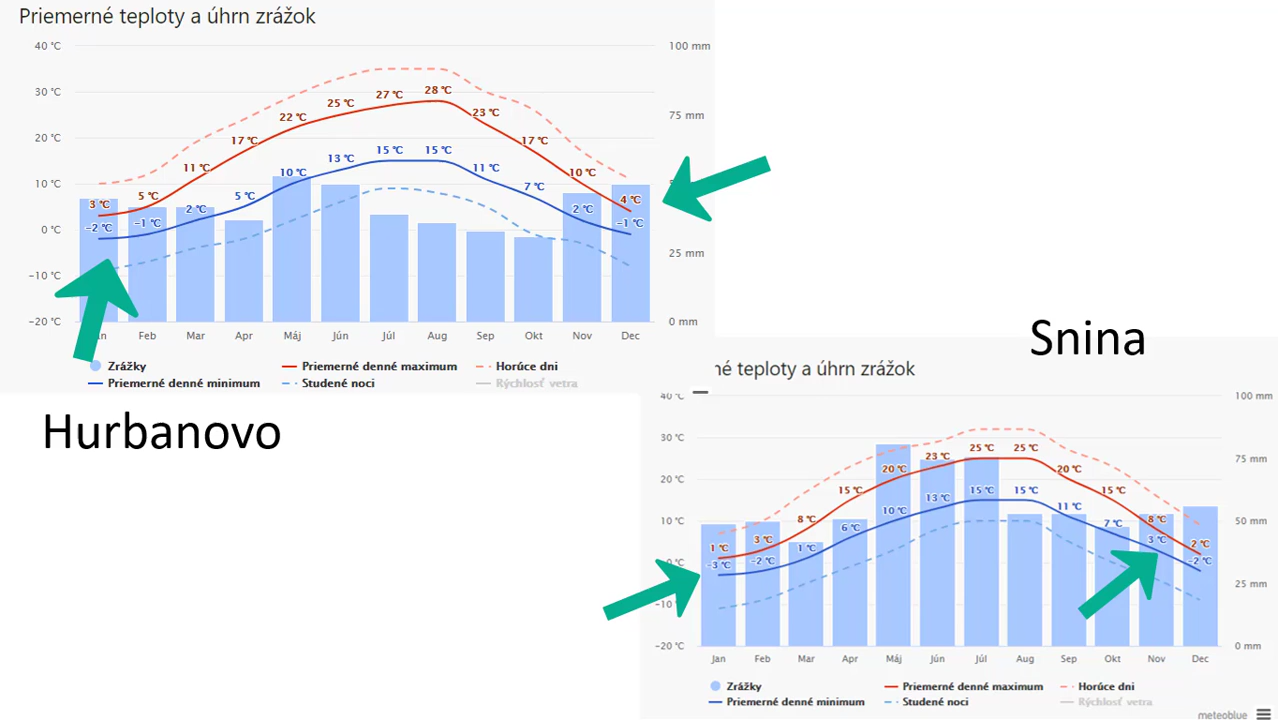 Priemerné teploty a úhrn zrážok
40 °C
30 °C
20 °C
10 °C
0 °C
−10 °C
−20 °C
100 mm
75 mm
25 mm
0 mm
3 °C 5 °C 11 °C 17 °C 22 °C 25 °C 27 °C 28 °C 23 °C 17 °C 10 °C 4 °C
−2 °C −1 °C 2 °C 5 °C 10 °C 13 °C 15 °C 15 °C 11 °C 7 °C 2 °C −1 °C
Feb Mar Apr Máj Jún Júl Aug Sep Okt Nov Dec
Zrážky Priemerné denné maximum Horúce dni
Priemerné denné minimum Studené noci Rýchlosť vetra
Hurbanovo
Snina
né teploty a úhrn zrážok
40 °C
30 °C
20 °C
10 °C
0 °C
−10
−20 °C
100 mm
75 mm
50 mm
25 mm
0 mm
1 °C 3 °C 8 °C 15 °C 20 °C 23 °C 25 °C 25 °C 20 °C 15 °C 8 °C 2 °C
−3 °C −2 °C 1 °C 6 °C 10 °C 13 °C 15 °C 15 °C 11 °C 7 °C 3 °C −2 °C
Jan Feb Mar Apr Máj Jún Júl Aug Sep Okt Nov Dec
Zrážky Priemerné denné maximum Horúce dni
Priemerné denné minimum Studené noci Rýchlosť vetra
meteoblue